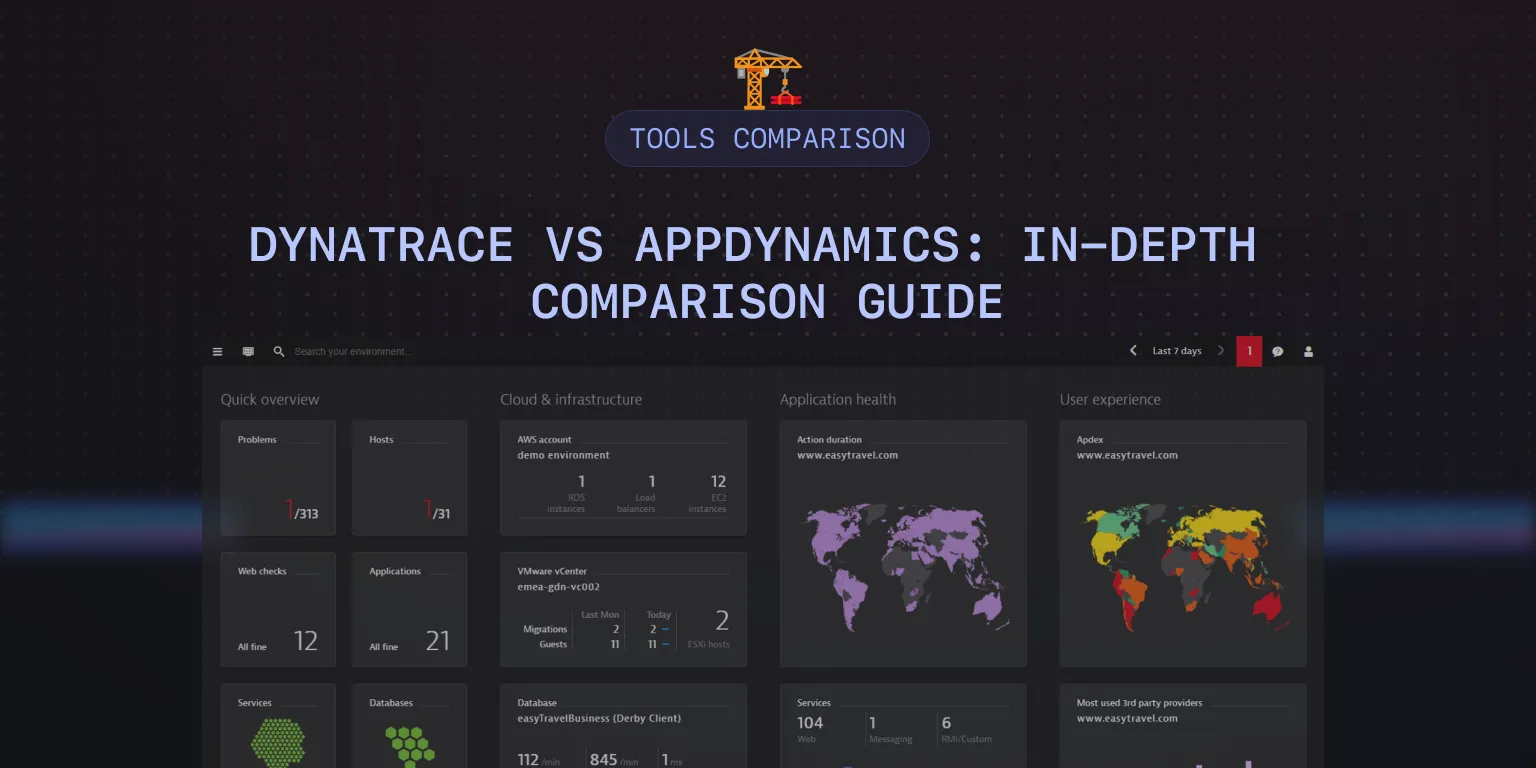 TOOLS COMPARISON
DYNATRACE VS APPDYNAMICS: IN–DEPTH
COMPARISON GUIDE
Search your environment...
Last 7 days
1
Quick overview
Problems
1/313
Hosts
1/31
Web checks
All fine
12
Applications
All fine
21
Services
Databases
Cloud & infrastructure
AWS account
demo environment
1 1 12
RDS Load EC2
instances balancers instances
VMware vCenter
emea-gdn-vc002
Last Mon Today
Migrations 2 2
Guests 11 11
2
ESXi hosts
Database
easyTravelBusiness (Derby Client)
112 /min 845 /min 1 ms
Application health
Action duration
www.easytravel.com
Services
104 1 6
Web Messaging RMI/Custom
User experience
Apdex
www.easytravel.com
Most used 3rd party providers
www.easytravel.com